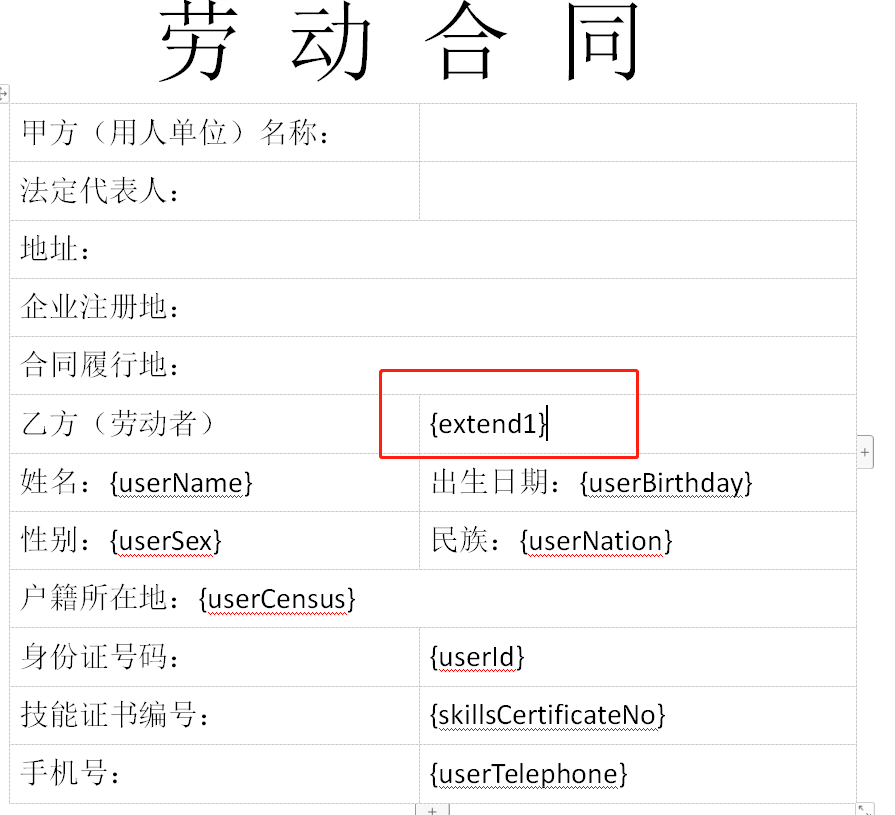 劳动合同
甲方（用人单位）名称：
法定代表人：
地址：
企业注册地：
合同履行地：
乙方（劳动者） {extend1}
姓名：{userName} 出生日期：{userBirthday}
性别：{userSex} 民族：{userNation}
户籍所在地：{userCensus}
身份证号码： {userId}
技能证书编号： {skillsCertificateNo}
手机号： {userTelephone}